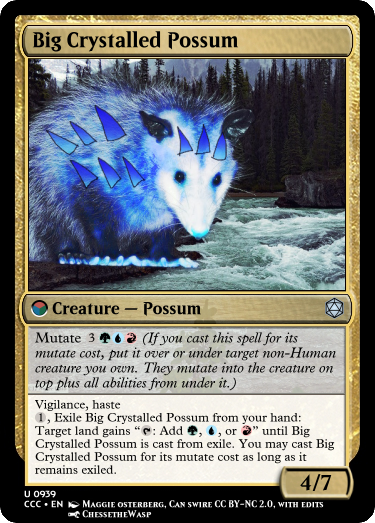 Big Crystalled Possum
Creature — Possum
Mutate 3 (If you cast this spell for its
mutate cost, put it over or under target non-Human
creature you own. They mutate into the creature on
top plus all abilities from under it.)
Vigilance, haste
1, Exile Big Crystalled Possum from your hand:
Target land gains “: Add , , or ” until Big
Crystalled Possum is cast from exile. You may cast Big
Crystalled Possum for its mutate cost as long as it
remains exiled.
4/7
U 0939
CCC • EN Maggie osterberg, Can swire CC BY-NC 2.0, with edits
ChessetheWasp